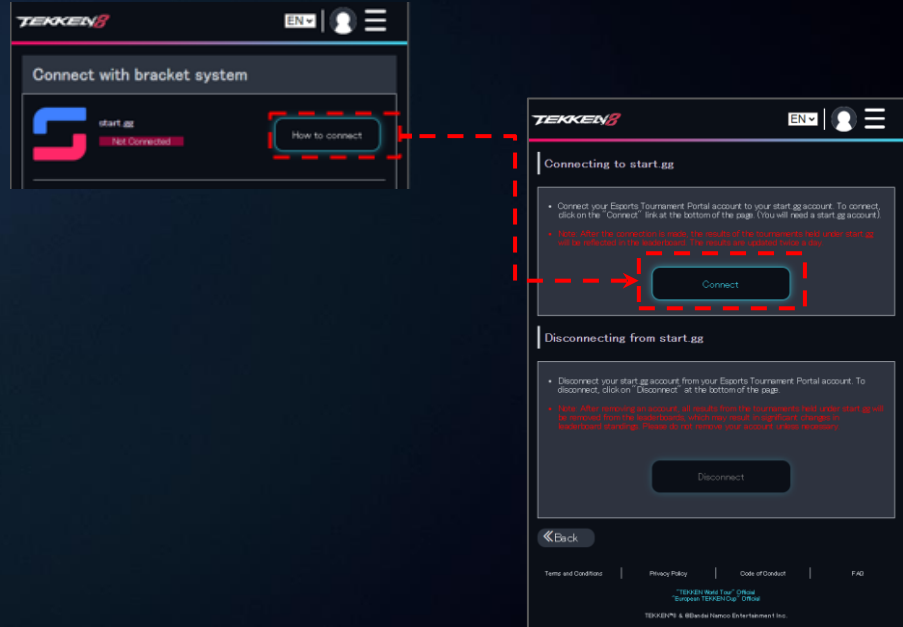 TEKKEN8
EN
Connect with bracket system
start.gg
Not Connected
How to connect
TEKKEN8
EN
Connecting to start.gg
• Connect your Esports Tournament Portal account to your start.gg account. To connect,
click on the "Connect" link at the bottom of the page. (You will need a start.gg account).
• Note: After the connection is made, the results of the tournaments held under start.gg
will be reflected in the leaderboard. The results are updated twice a day.
Connect
Disconnecting from start.gg
• Disconnect your start.gg account from your Esports Tournament Portal account. To
disconnect, click on "Disconnect" at the bottom of the page.
• Note: After removing an account, all results from the tournaments held under start.gg will
be removed from the leaderboards, which may result in significant changes in
leaderboard standings. Please do not remove your account unless necessary.
Disconnect
≪Back
Terms and Conditions | Privacy Policy | Code of Conduct | FAQ
"TEKKEN World Tour" Official
"European TEKKEN Cup" Official
TEKKEN™8 & ©Bandai Namco Entertainment Inc.